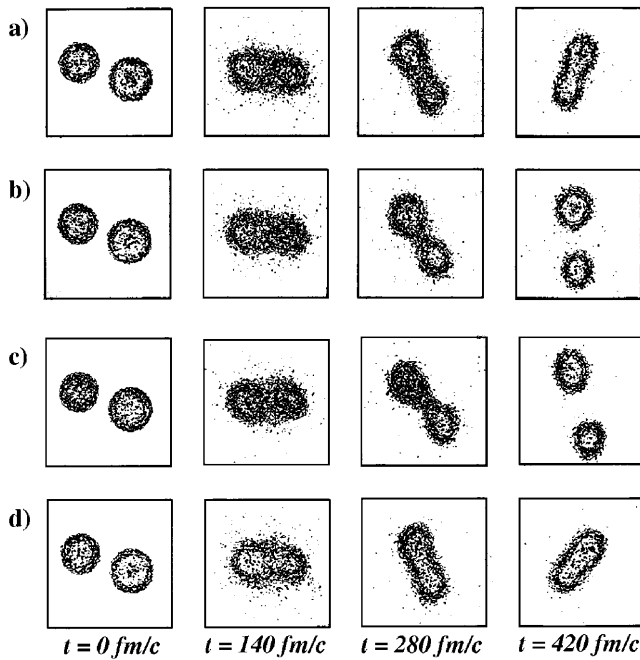 a)
b)
c)
d)
t = 0 fm/c t = 140 fm/c t = 280 fm/c t = 420 fm/c